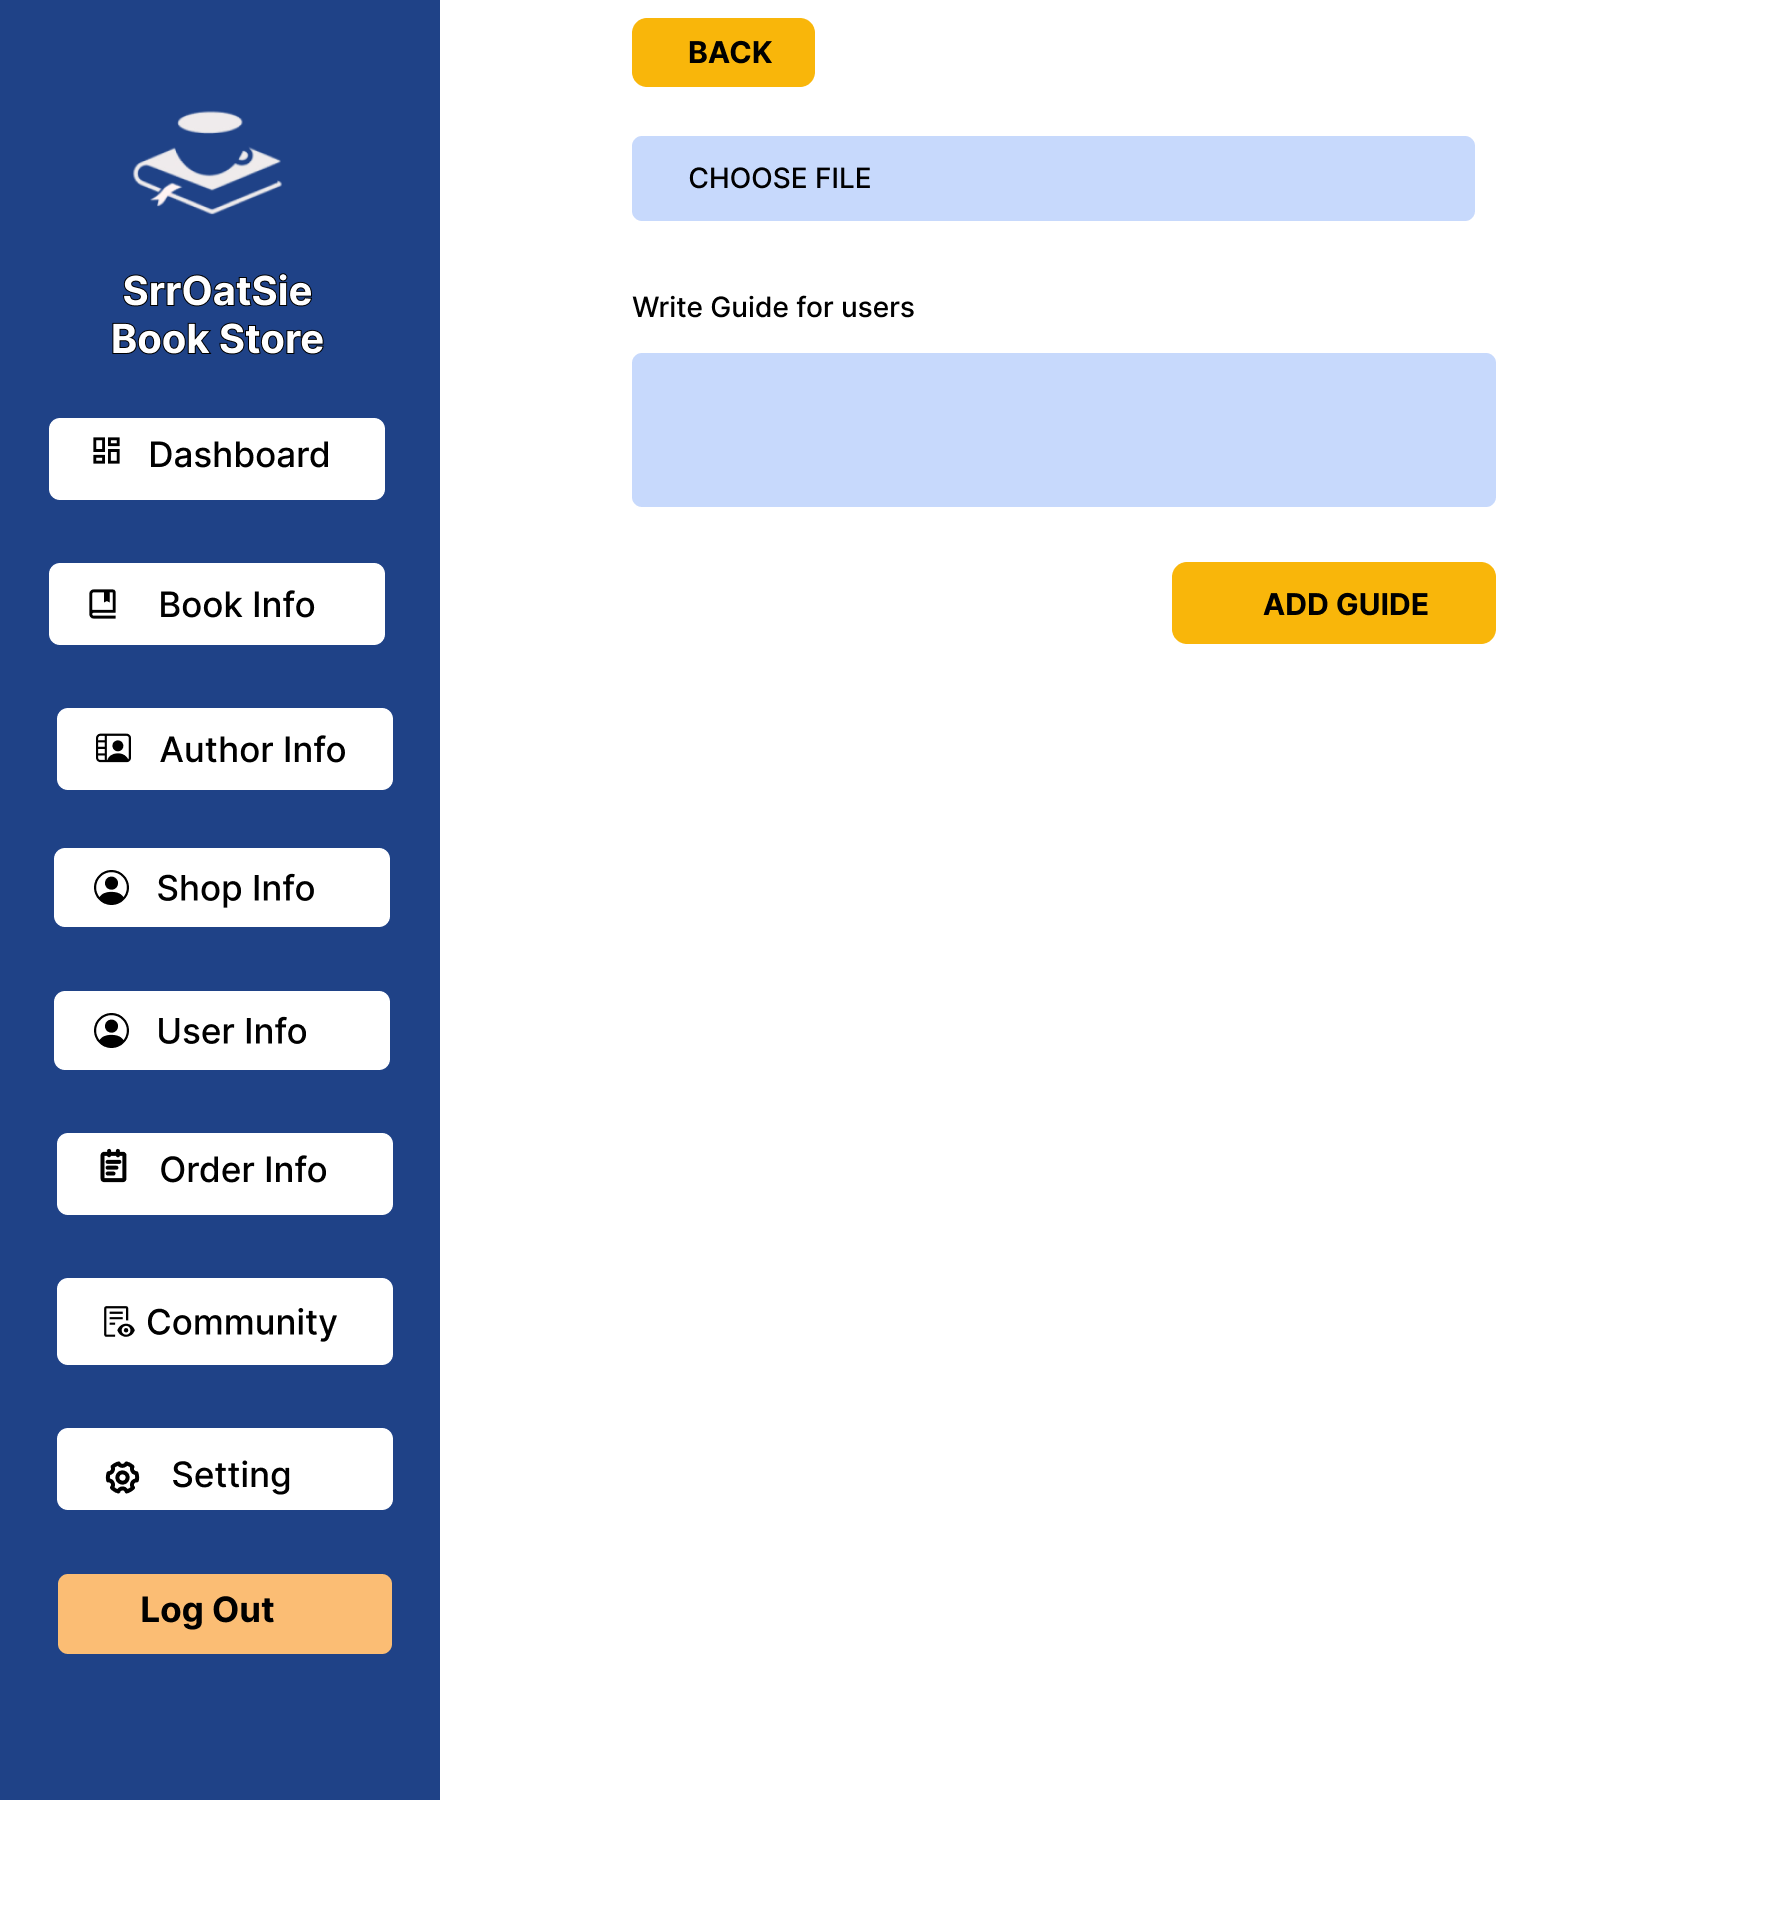 SrrOatSie
Book Store
Dashboard
Book Info
Author Info
Shop Info
User Info
Order Info
Community
Setting
Log Out
BACK
CHOOSE FILE
Write Guide for users
ADD GUIDE